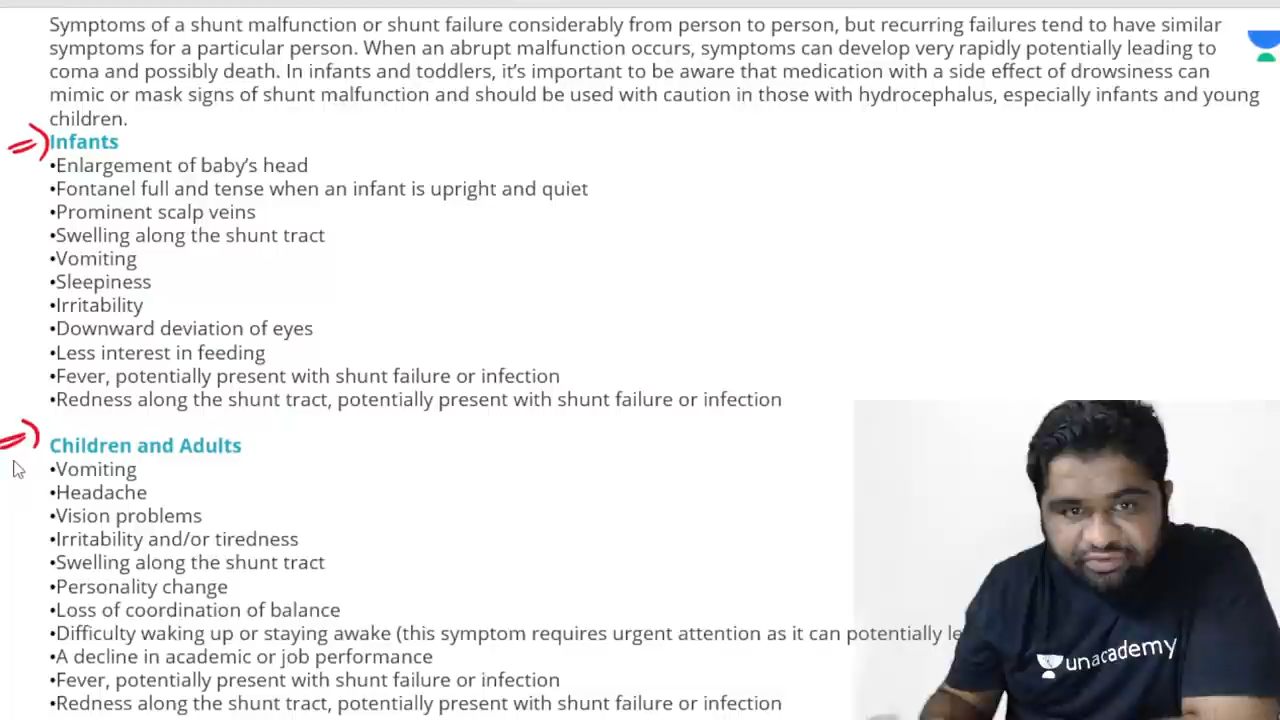 Symptoms of a shunt malfunction or shunt failure considerably from person to person, but recurring failures tend to have similar
symptoms for a particular person. When an abrupt malfunction occurs, symptoms can develop very rapidly potentially leading to
coma and possibly death. In infants and toddlers, it's important to be aware that medication with a side effect of drowsiness can
mimic or mask signs of shunt malfunction and should be used with caution in those with hydrocephalus, especially infants and young
children.
Infants
•Enlargement of baby's head
•Fontanel full and tense when an infant is upright and quiet
•Prominent scalp veins
•Swelling along the shunt tract
•Vomiting
•Sleepiness
•Irritability
•Downward deviation of eyes
•Less interest in feeding
•Fever, potentially present with shunt failure or infection
•Redness along the shunt tract, potentially present with shunt failure or infection
Children and Adults
•Vomiting
•Headache
•Vision problems
•Irritability and/or tiredness
•Swelling along the shunt tract
•Personality change
•Loss of coordination of balance
•Difficulty waking up or staying awake (this symptom requires urgent attention as it can potentially
•A decline in academic or job performance
•Fever, potentially present with shunt failure or infection
•Redness along the shunt tract, potentially present with shunt failure or infection
unacademy